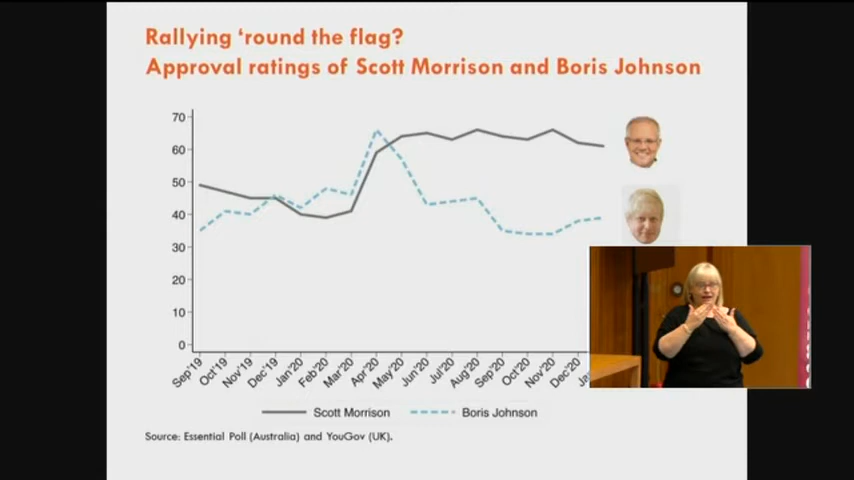 Rallying ‘round the flag?
Approval ratings of Scott Morrison and Boris Johnson
70
60
50
40
30
20
10
0
Sep'19 Oct'19 Nov'19 Dec'19 Jan'20 Feb'20 Mar'20 Apr'20 May'20 Jun'20 Jul'20 Aug'20 Sep'20 Oct'20 Nov'20 Dec'20
Scott Morrison Boris Johnson
Source: Essential Poll (Australia) and YouGov (UK).